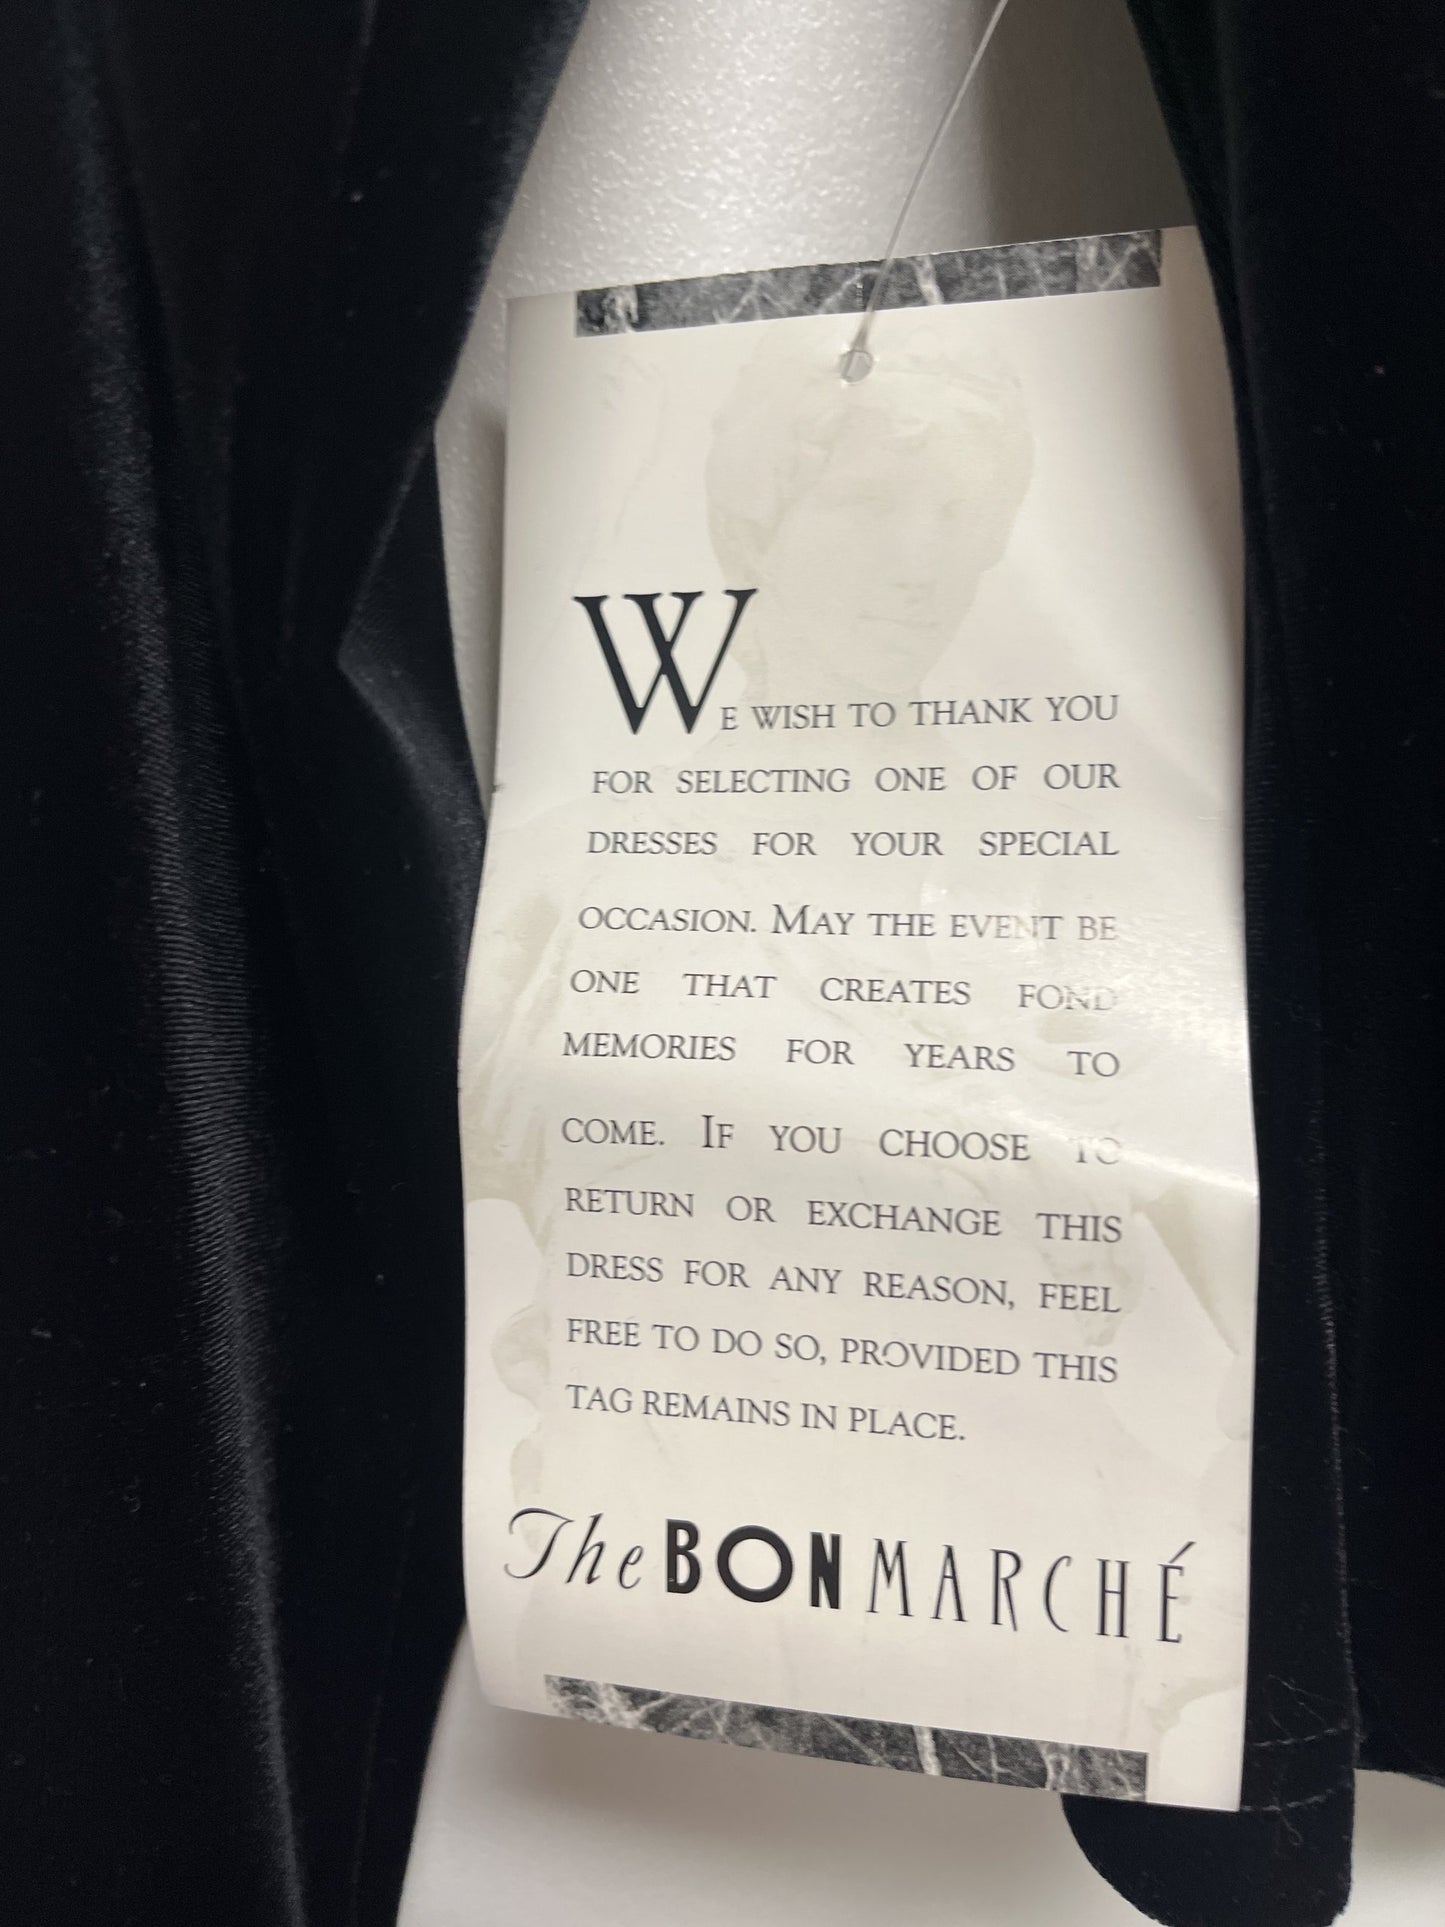 WE WISH TO THANK YOU
FOR SELECTING ONE OF OUR
DRESSES FOR YOUR SPECIAL
OCCASION. MAY THE EVENT BE
ONE THAT CREATES FOND
MEMORIES FOR YEARS TO
COME. IF YOU CHOOSE TO
RETURN OR EXCHANGE THIS
DRESS FOR ANY REASON, FEEL
FREE TO DO SO, PROVIDED THIS
TAG REMAINS IN PLACE.
The BON MARCHÉ